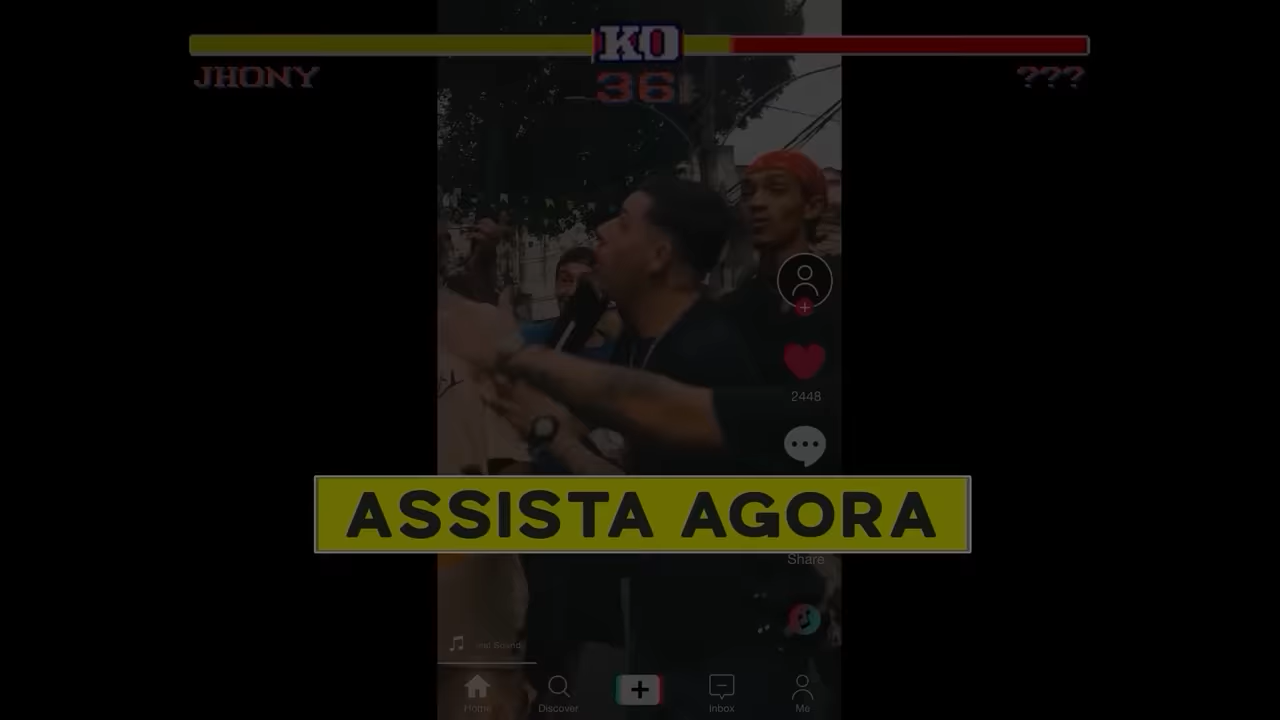 KO
JHONY
36
???
2448
ASSISTA AGORA
Share
Home
Discover
Inbox
Me